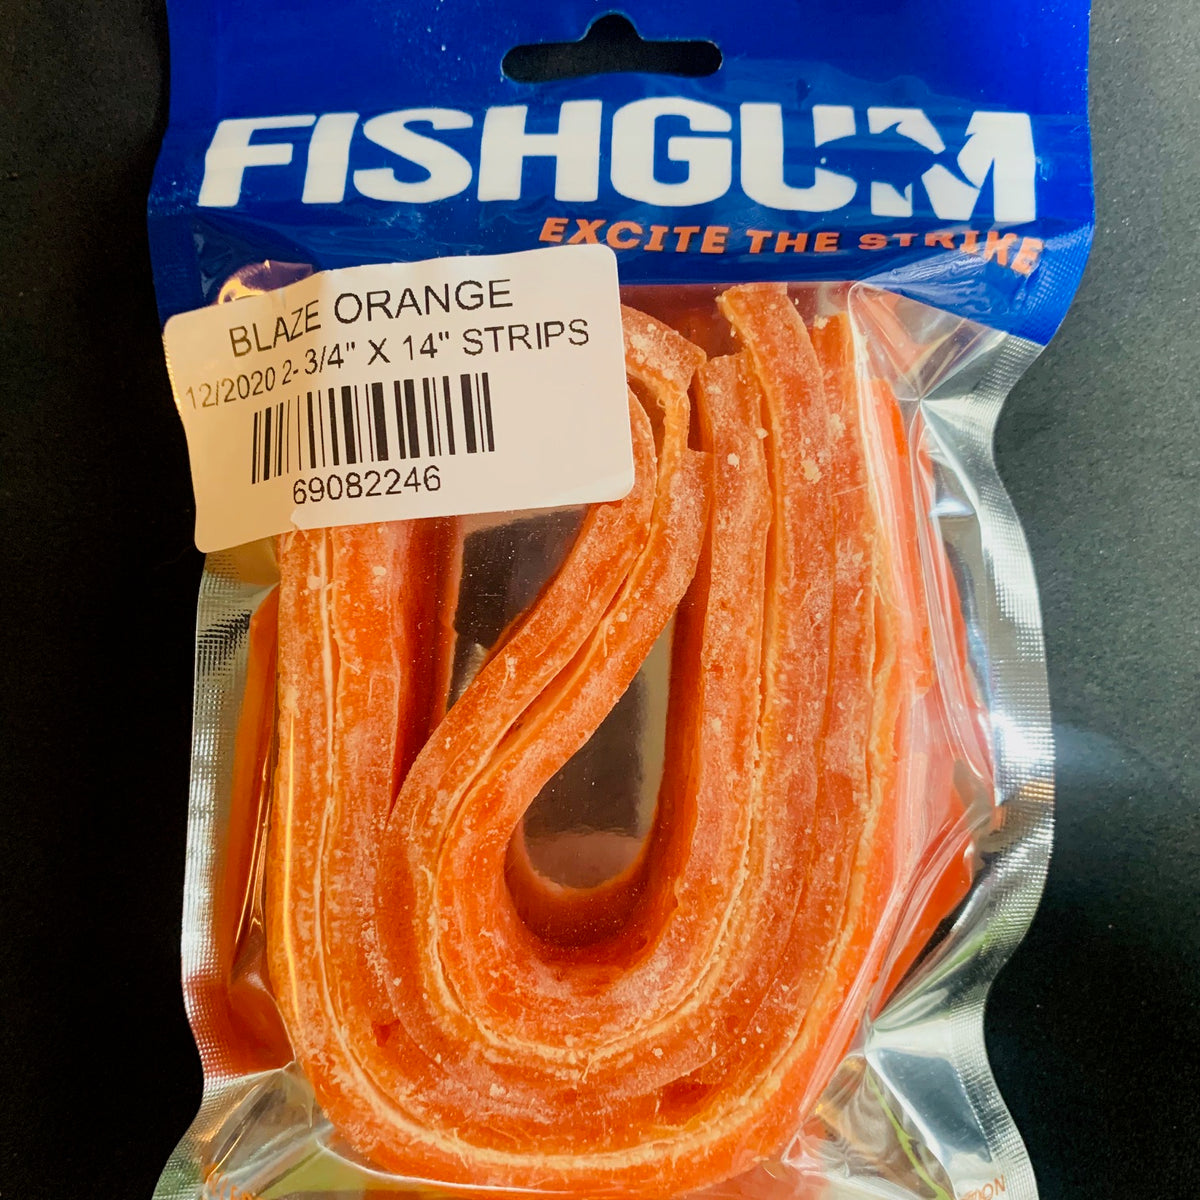 FISHGUM
EXCITE THE STRIKE
BLAZE ORANGE
12/2020 2- 3/4" X 14" STRIPS
69082246